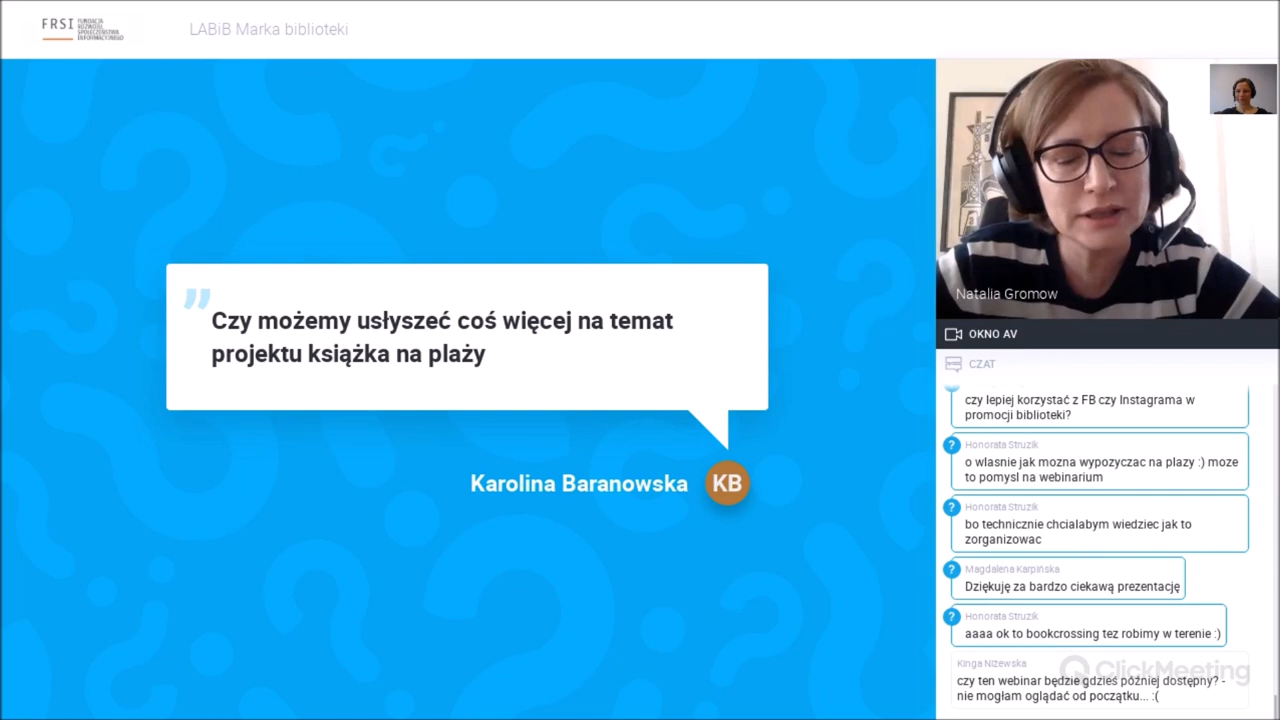 FRSI
FUNDACJA
ROZWOJU
SPOŁECZEŃSTWA
INFORMACYJNEGO
LABiB Marka biblioteki
Czy możemy usłyszeć coś więcej na temat
projektu książka na plaży
Karolina Baranowska
KB
Natalia Gromow
OKNO AV
CZAT
czy lepiej korzystać z FB czy Instagrama w
promocji biblioteki?
?
Honorata Struzik
o wlasnie jak mozna wypozyczac na plazy :) moze
to pomysl na webinarium
?
Honorata Struzik
bo technicznie chcialabym wiedziec jak to
zorganizowac
?
Magdalena Karpińska
Dziękuję za bardzo ciekawą prezentację
?
Honorata Struzik
aaaa ok to bookcrossing tez robimy w terenie :)
Kinga Niżewska
czy ten webinar będzie gdzieś później dostępny? -
nie mogłam oglądać od początku... :(
ClickMeeting